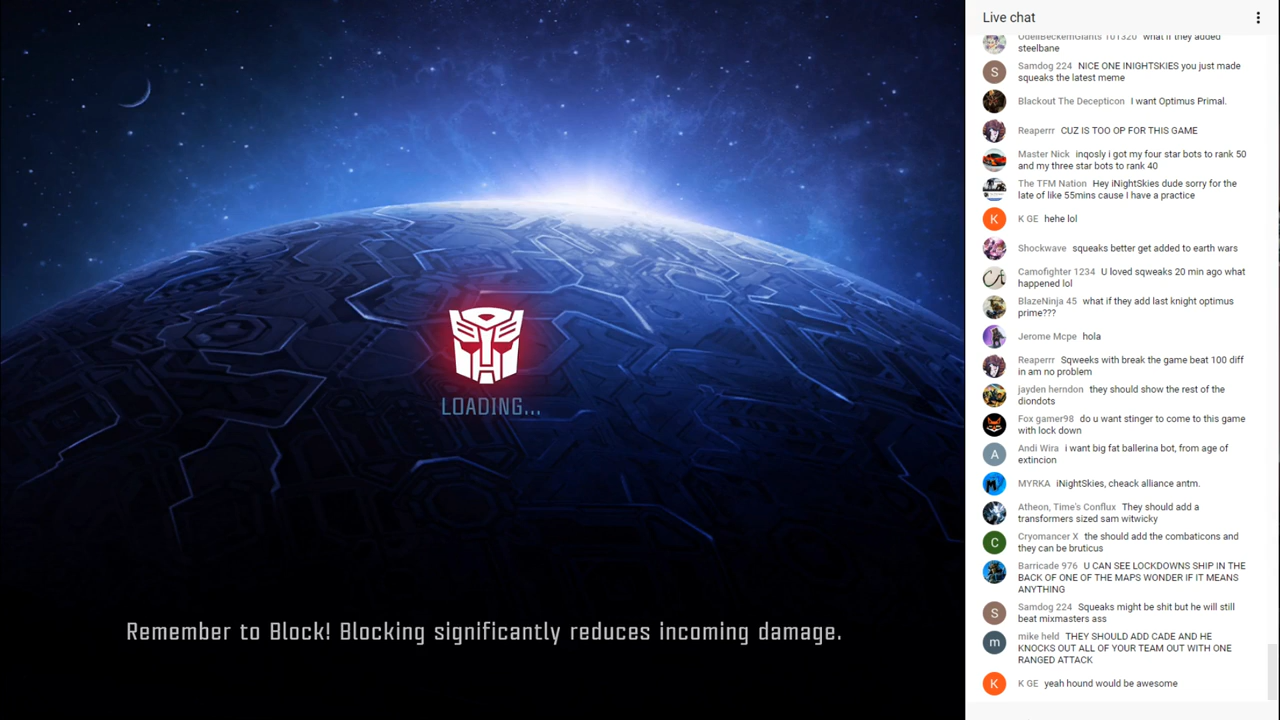 Live chat
OdellBeckemGiants 101320 what if they added
steelbane
S
Samdog 224 NICE ONE INIGHTSKIES you just made
squeaks the latest meme
Blackout The Decepticon I want Optimus Primal.
Reaperrr CUZ IS TOO OP FOR THIS GAME
Master Nick inqosly i got my four star bots to rank 50
and my three star bots to rank 40
The TFM Nation Hey iNightSkies dude sorry for the
late of like 55mins cause I have a practice
K
K GE hehe lol
Shockwave squeaks better get added to earth wars
Camofighter 1234 U loved sqweaks 20 min ago what
happened lol
BlazeNinja 45 what if they add last knight optimus
prime???
Jerome Mcpe hola
Reaperrr Sqweeks with break the game beat 100 diff
in am no problem
jayden herndon they should show the rest of the
diondots
Fox gamer98 do u want stinger to come to this game
with lock down
A
Andi Wira i want big fat ballerina bot, from age of
extincion
MYRKA iNightSkies, cheack alliance antm.
Atheon, Time's Conflux They should add a
transformers sized sam witwicky
C
Cryomancer X the should add the combaticons and
they can be bruticus
Barricade 976 U CAN SEE LOCKDOWNS SHIP IN THE
BACK OF ONE OF THE MAPS WONDER IF IT MEANS
ANYTHING
S
Samdog 224 Squeaks might be shit but he will still
beat mixmasters ass
m
mike held THEY SHOULD ADD CADE AND HE
KNOCKS OUT ALL OF YOUR TEAM OUT WITH ONE
RANGED ATTACK
K
K GE yeah hound would be awesome
LOADING...
Remember to Block! Blocking significantly reduces incoming damage.